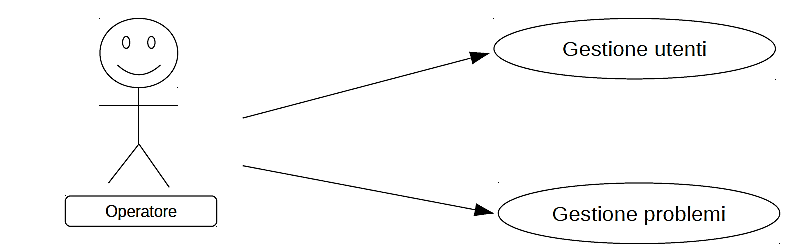 Gestione utenti
Operatore
Gestione problemi